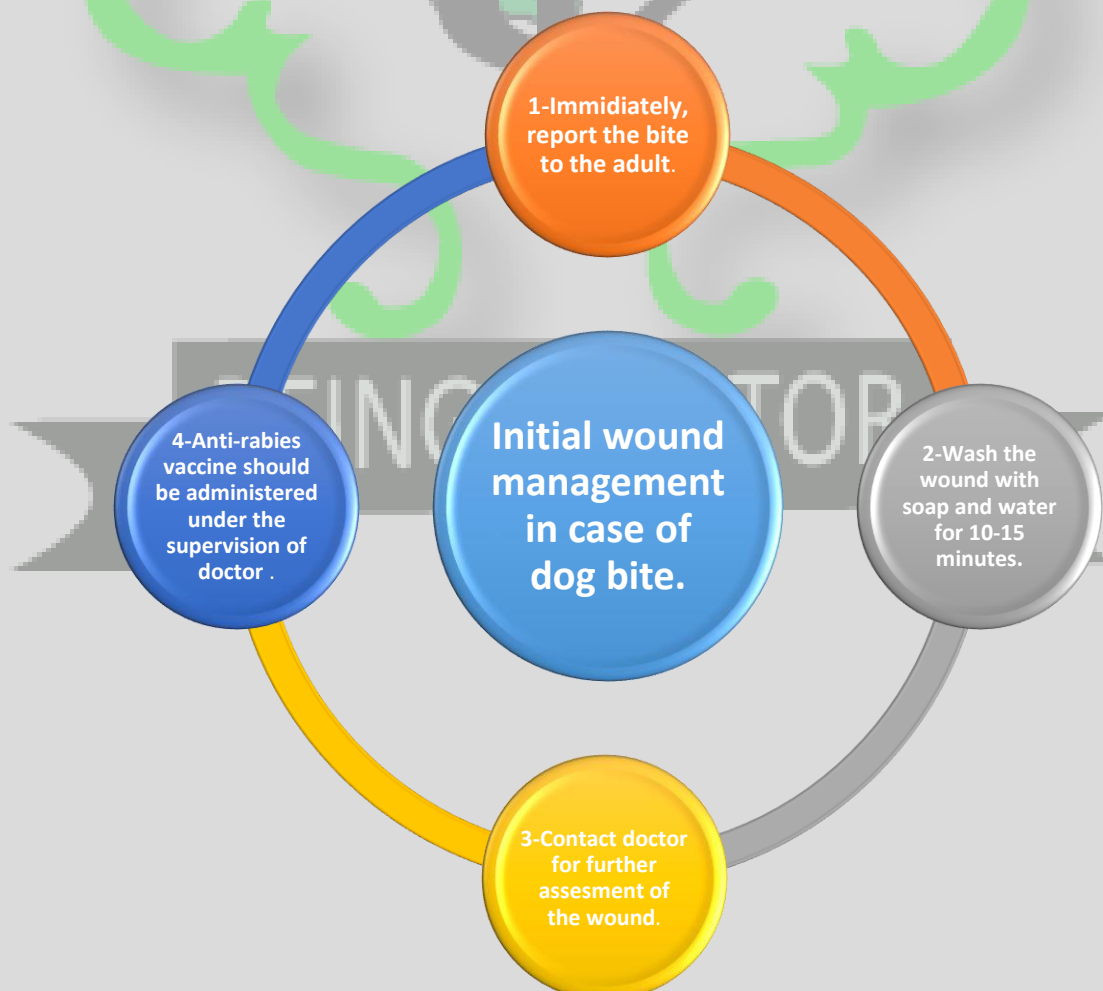 1-Immidiately,
report the bite
to the adult.
2-Wash the
wound with
soap and water
for 10-15
minutes.
3-Contact doctor
for further
assesment of
the wound.
4-Anti-rabies
vaccine should
be administered
under the
supervision of
doctor .
Initial wound
management
in case of
dog bite.